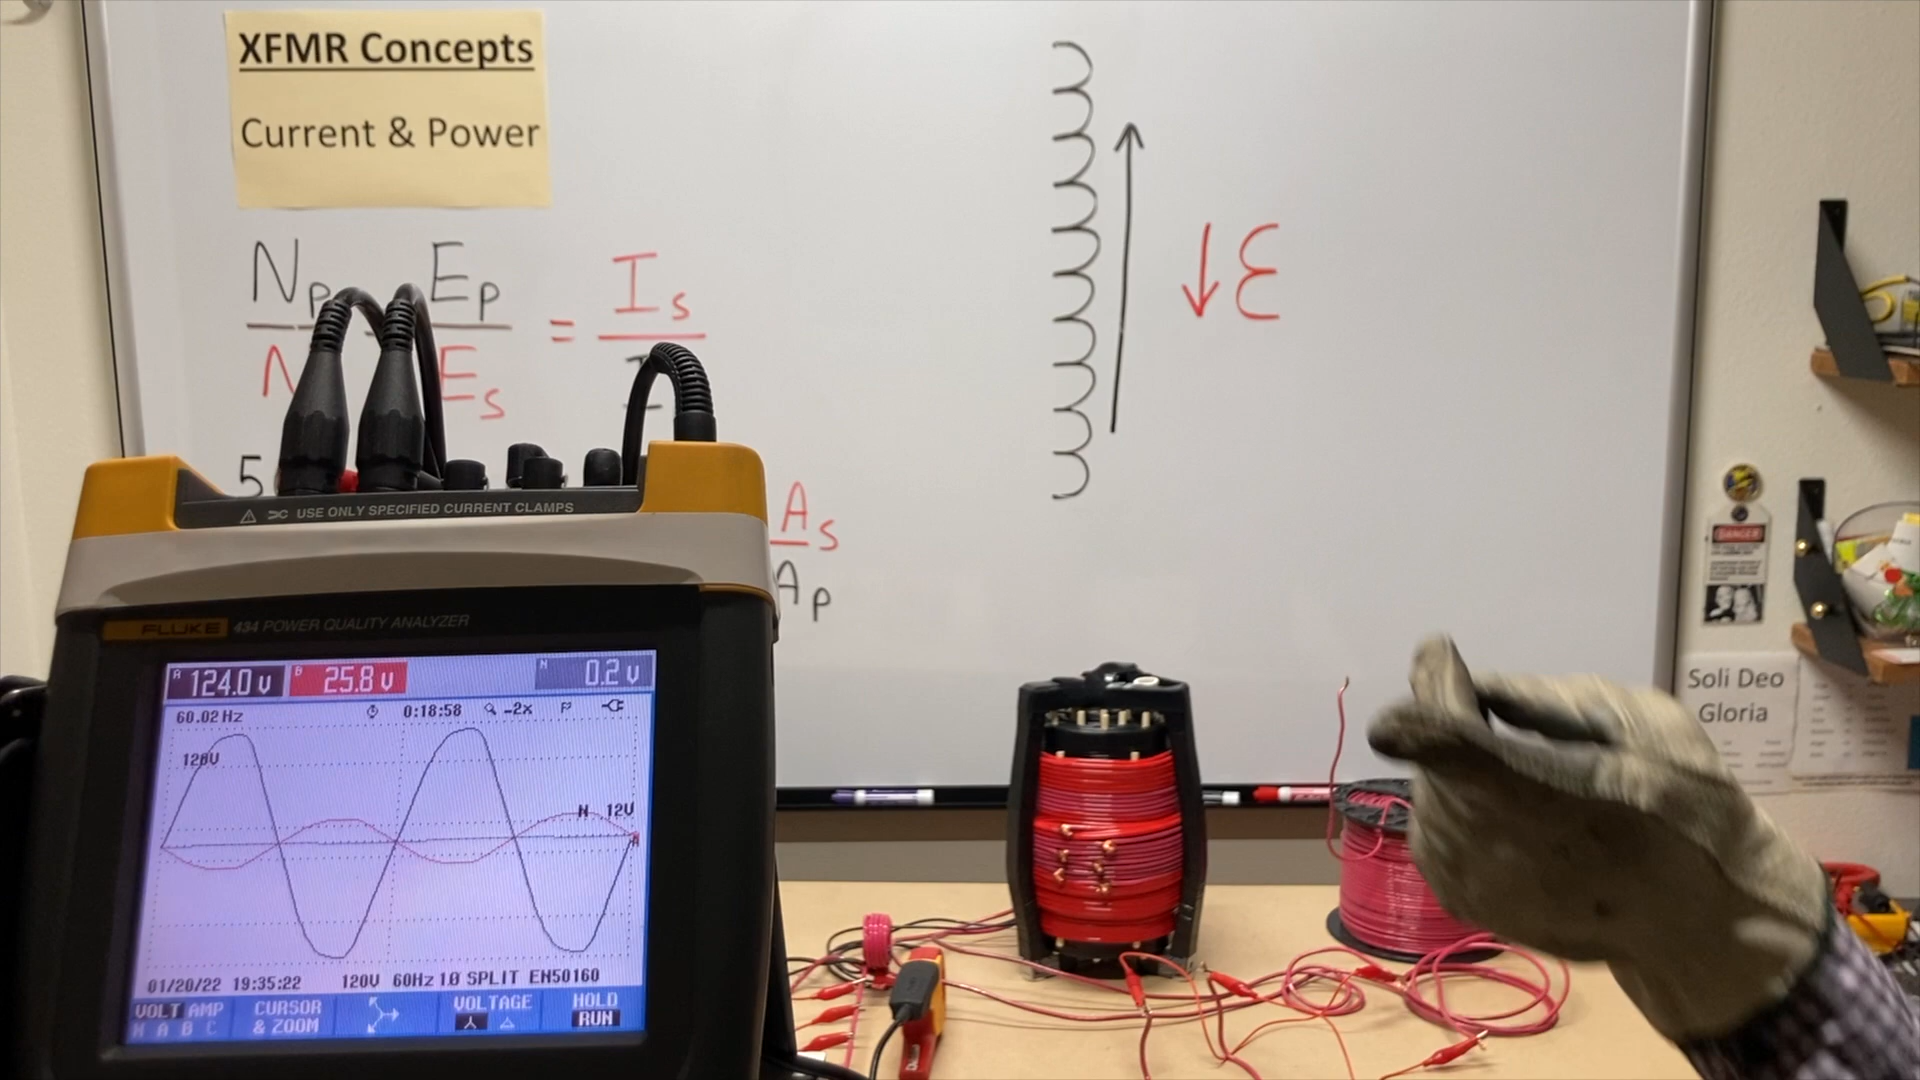 XFMR Concepts
Current & Power
Np Ep = Is
N Es
5
As
Ap
ε
USE ONLY SPECIFIED CURRENT CLAMPS
FLUKE 434 POWER QUALITY ANALYZER
A 124.0 V B 25.8 V N 0.2 V
60.02 Hz 0:18:58 -2x
120V
N 12V
01/20/22 19:35:22 120V 60Hz 1Ø SPLIT EN50160
VOLT AMP CURSOR VOLTAGE HOLD
N A B C & ZOOM RUN
DANGER
Soli Deo
Gloria